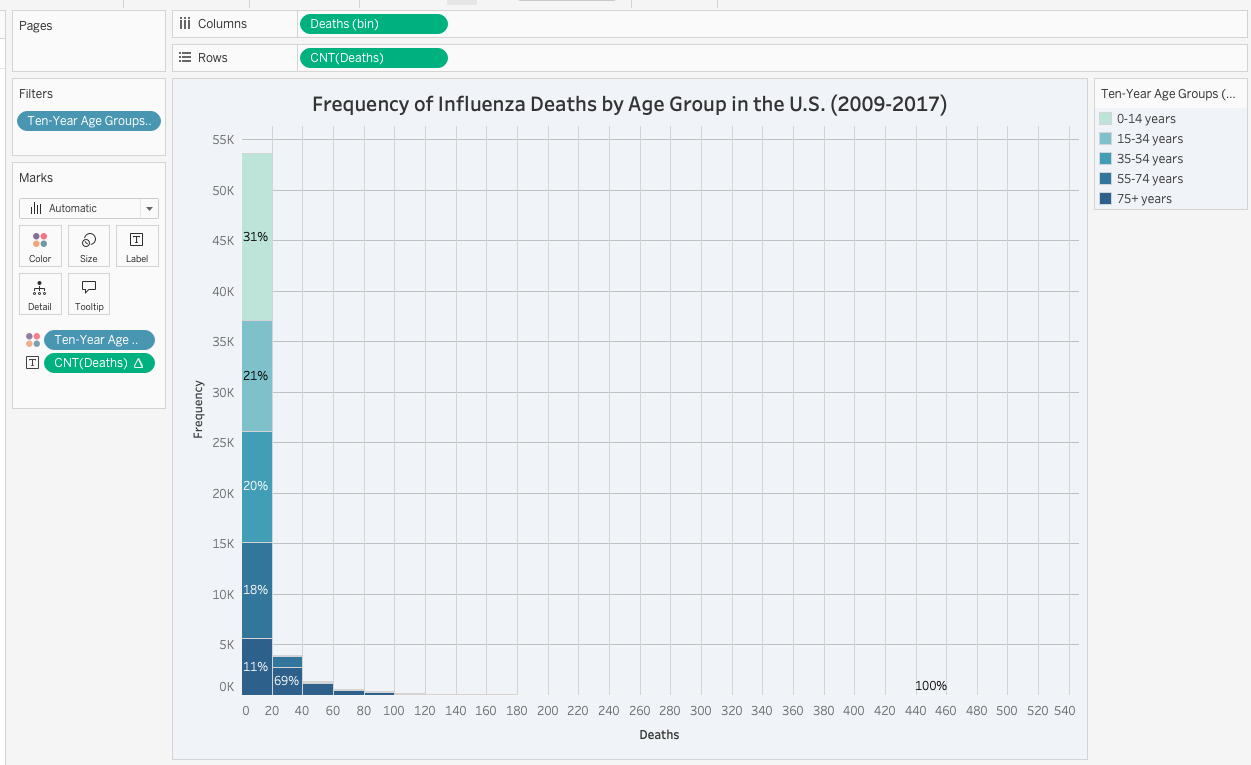 Pages
Columns
Deaths (bin)
Rows
CNT(Deaths)
Filters
Ten-Year Age Groups..
Marks
Automatic
Color
Size
Label
Detail
Tooltip
Ten-Year Age ..
CNT(Deaths) Δ
Frequency of Influenza Deaths by Age Group in the U.S. (2009-2017)
55K
50K
45K
40K
35K
30K
25K
20K
15K
10K
5K
0K
Frequency
31%
21%
20%
18%
11%
69%
100%
0 20 40 60 80 100 120 140 160 180 200 220 240 260 280 300 320 340 360 380 400 420 440 460 480 500 520 540
Deaths
Ten-Year Age Groups (...
0-14 years
15-34 years
35-54 years
55-74 years
75+ years